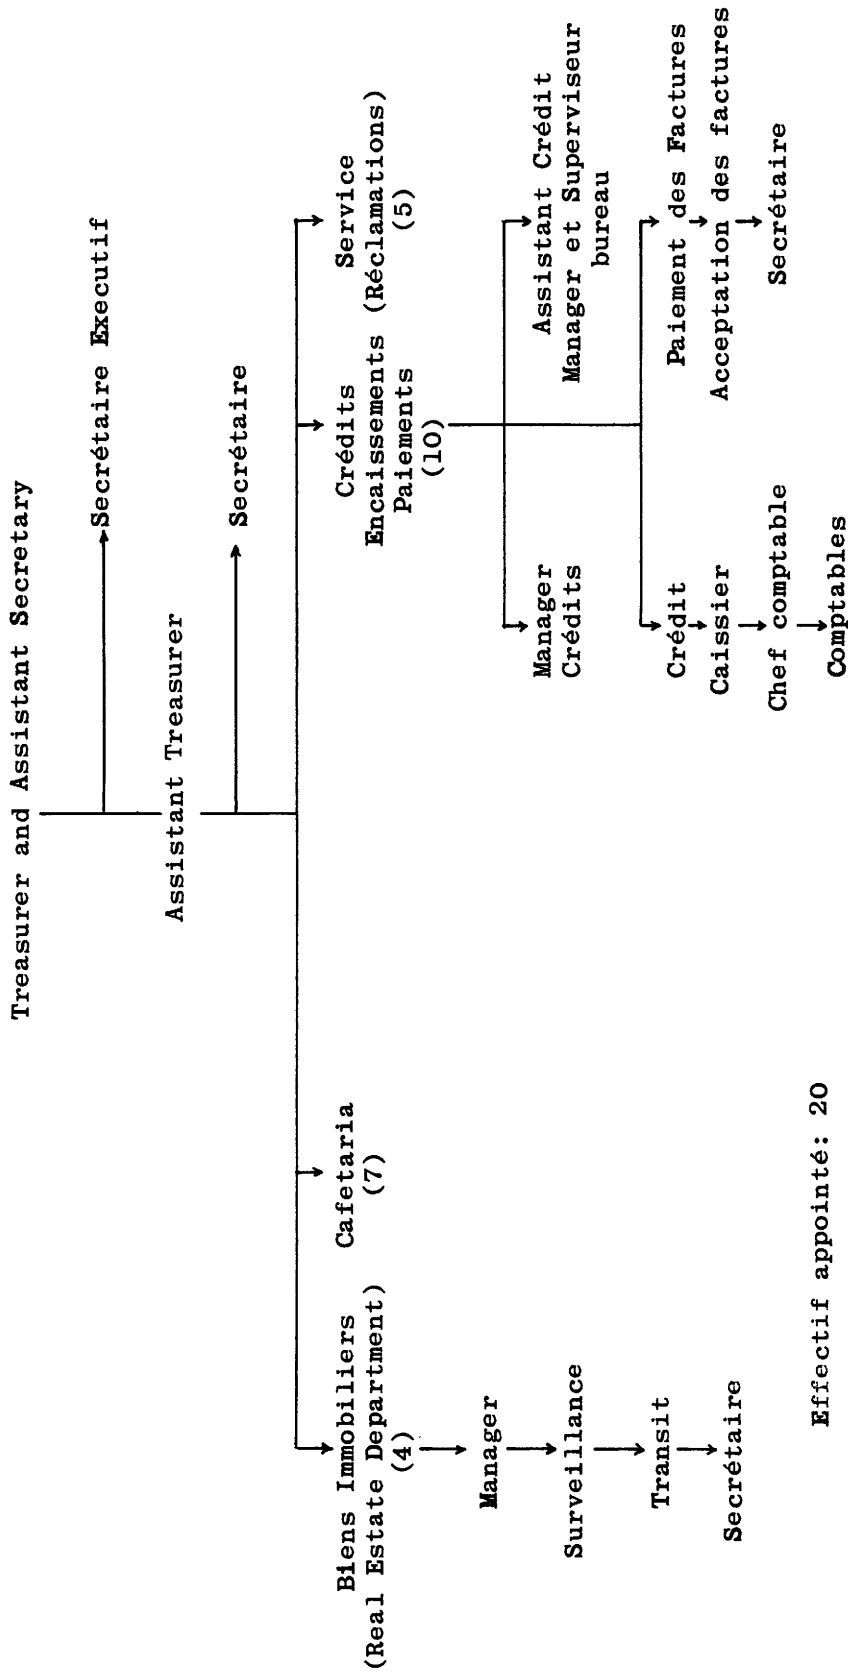 Treasurer and Assistant Secretary
Secrétaire Executif
Assistant Treasurer
Secrétaire
Biens Immobiliers
(Real Estate Department)
(4)
Cafetaria
(7)
Crédits
Encaissements
Paiements
(10)
Service
(Réclamations)
(5)
Manager
Surveillance
Transit
Secrétaire
Manager
Crédits
Assistant Crédit
Manager et Superviseur
bureau
Crédit
Caissier
Chef comptable
Comptables
Paiement des Factures
Acceptation des factures
Secrétaire
Effectif appointé: 20